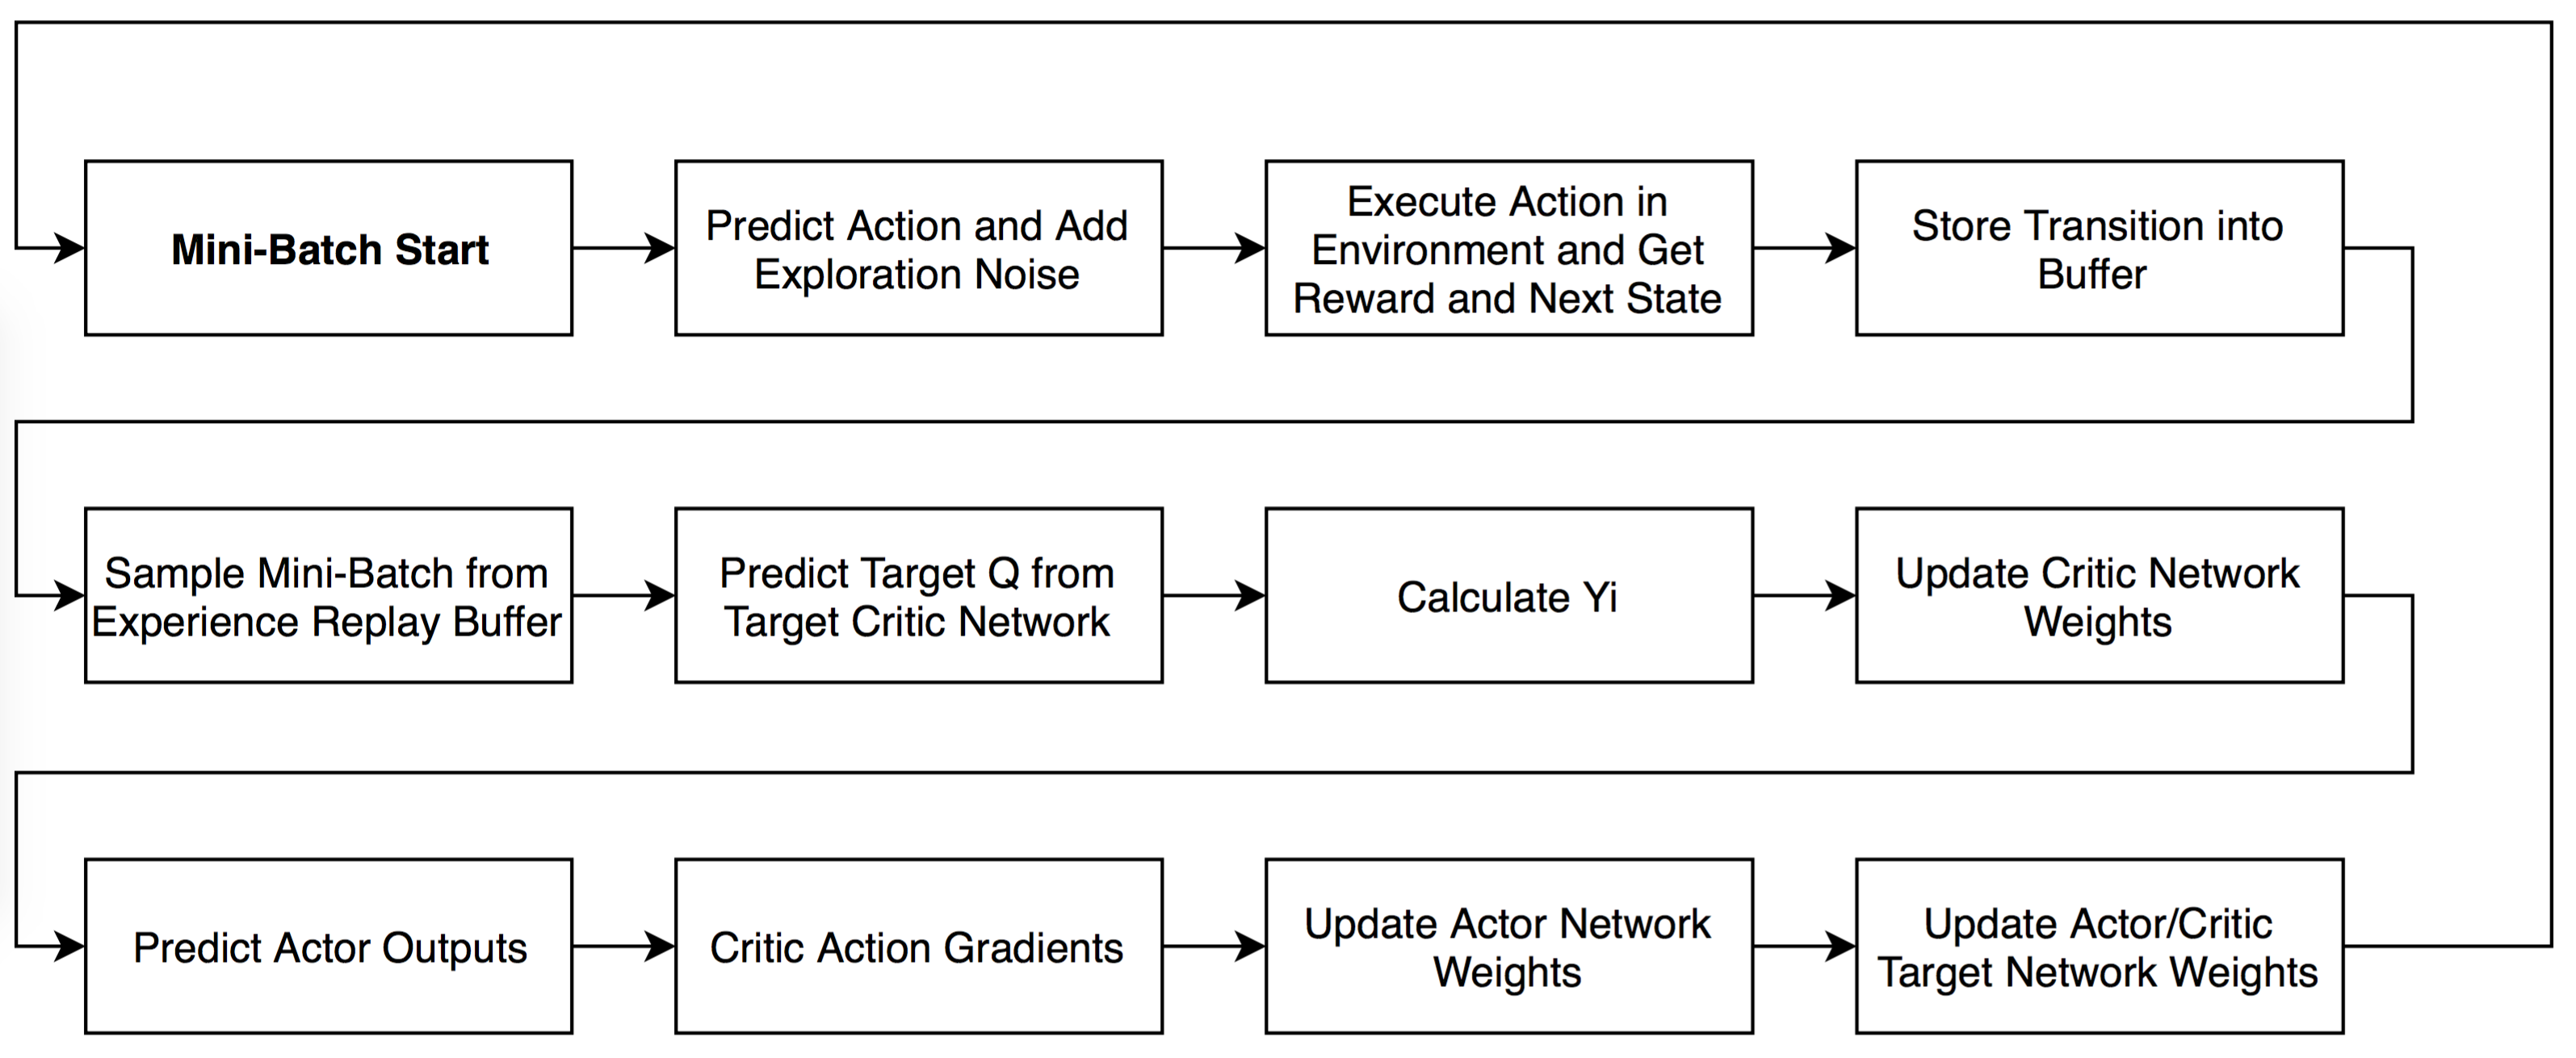 Mini-Batch Start
Predict Action and Add
Exploration Noise
Execute Action in
Environment and Get
Reward and Next State
Store Transition into
Buffer
Sample Mini-Batch from
Experience Replay Buffer
Predict Target Q from
Target Critic Network
Calculate Yi
Update Critic Network
Weights
Predict Actor Outputs
Critic Action Gradients
Update Actor Network
Weights
Update Actor/Critic
Target Network Weights